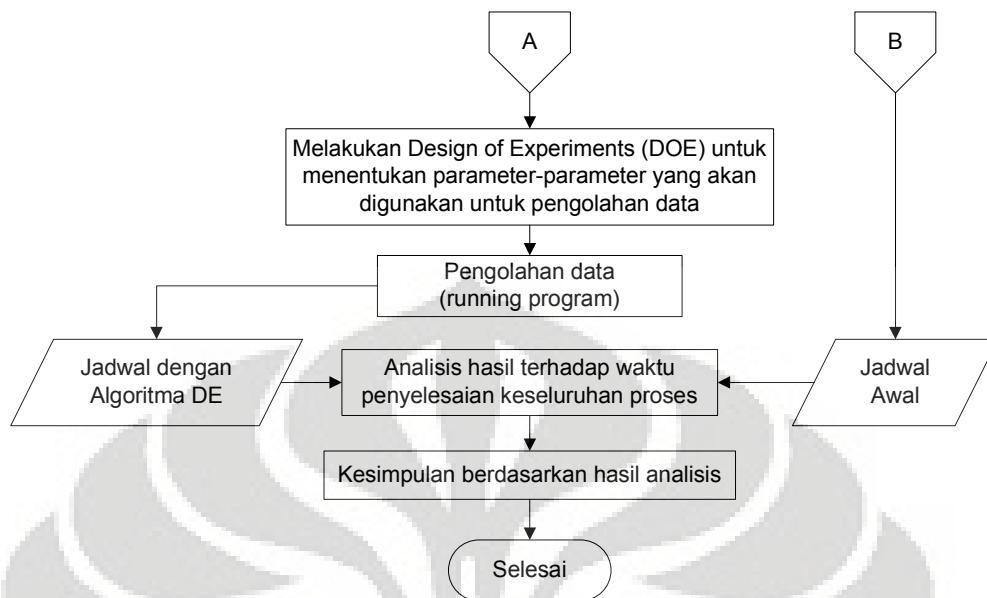 A
B
Melakukan Design of Experiments (DOE) untuk
menentukan parameter-parameter yang akan
digunakan untuk pengolahan data
Pengolahan data
(running program)
Jadwal dengan
Algoritma DE
Analisis hasil terhadap waktu
penyelesaian keseluruhan proses
Jadwal
Awal
Kesimpulan berdasarkan hasil analisis
Selesai